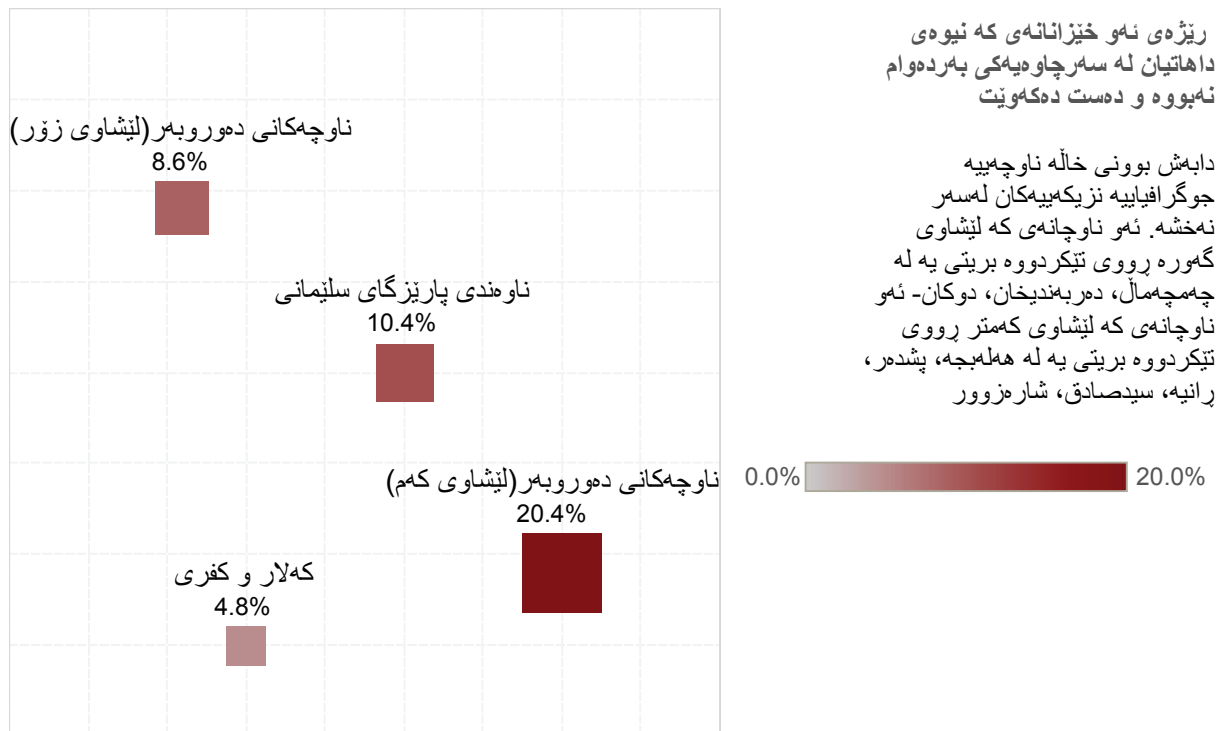 رێژەی ئەو خێزانانەی کە نیوەی
داهاتیان لە سەرچاوەیەکی بەردەوام
نەبووە و دەست دەکەوێت
دابەش بوونی خاڵە ناوچەییە
جوگرافیاییە نزیکەییەکان لەسەر
نەخشە. ئەو ناوچانەی کە لێشاوی
گەورە ڕووی تێکردووە بریتی یە لە
چەمچەماڵ، دەربەندیخان، دوکان- ئەو
ناوچانەی کە لێشاوی کەمتر ڕووی
تێکردووە بریتی یە لە هەلەبجە، پشدەر،
ڕانیە، سیدصادق، شارەزوور
0.0% 20.0%
ناوچەکانی دەوروبەر(لێشاوی زۆر)
8.6%
ناوەندی پارێزگای سلێمانی
10.4%
ناوچەکانی دەوروبەر(لێشاوی کەم)
20.4%
کەلار و کفری
4.8%